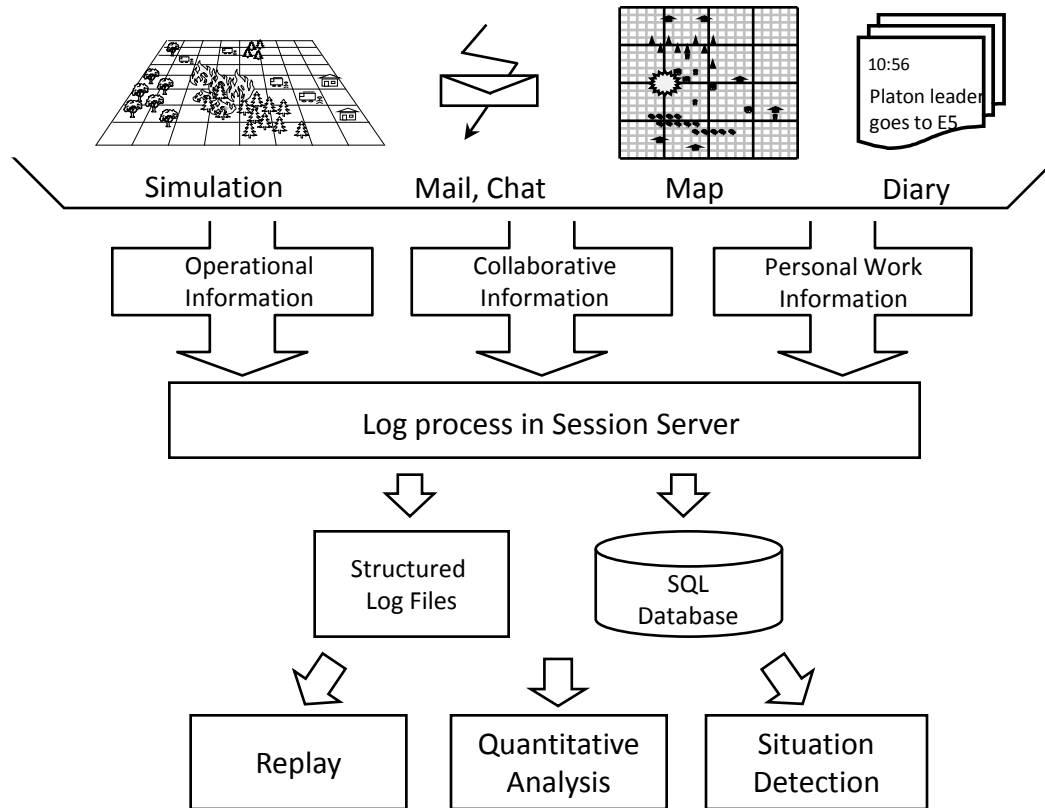 10:56
Platon leader
goes to E5
Simulation
Mail, Chat
Map
Diary
Operational
Information
Collaborative
Information
Personal Work
Information
Log process in Session Server
Structured
Log Files
SQL
Database
Replay
Quantitative
Analysis
Situation
Detection